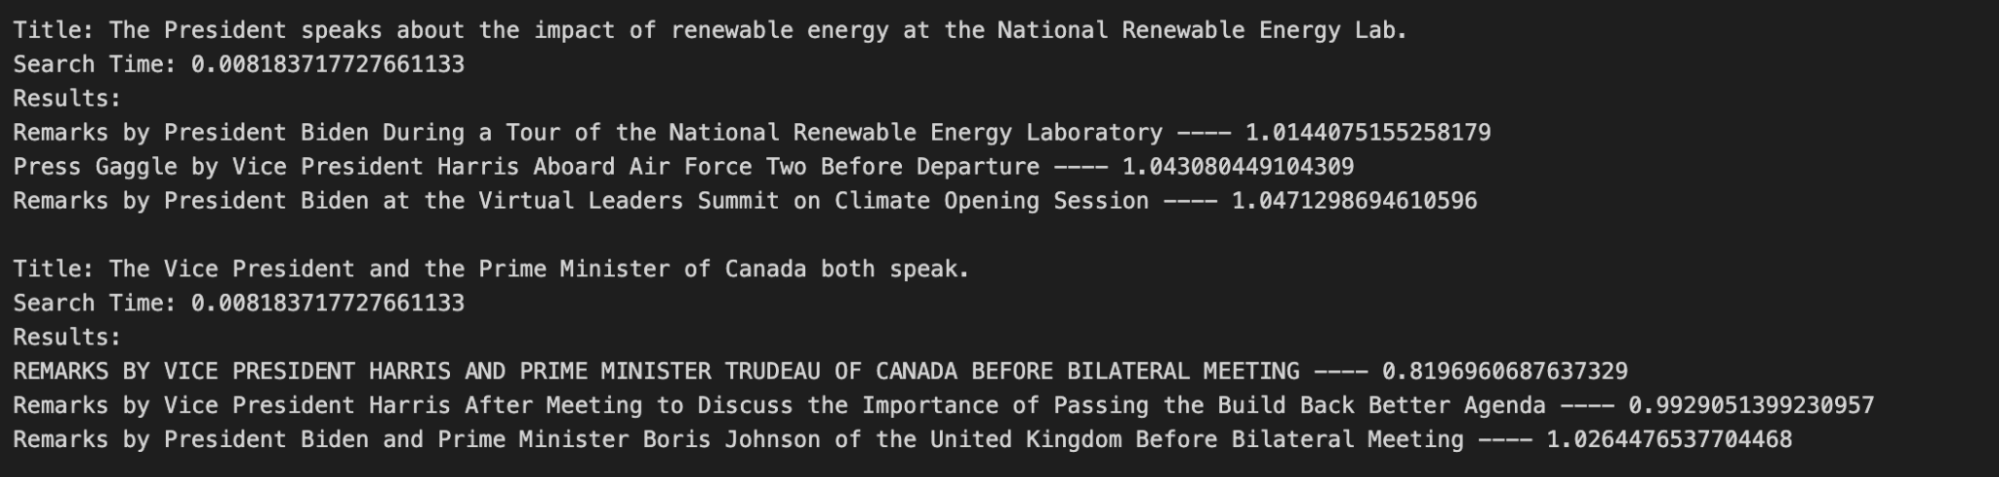 Title: The President speaks about the impact of renewable energy at the National Renewable Energy Lab.
Search Time: 0.008183717727661133
Results:
Remarks by President Biden During a Tour of the National Renewable Energy Laboratory ---- 1.0144075155258179
Press Gaggle by Vice President Harris Aboard Air Force Two Before Departure ---- 1.043080449104309
Remarks by President Biden at the Virtual Leaders Summit on Climate Opening Session ---- 1.0471298694610596
Title: The Vice President and the Prime Minister of Canada both speak.
Search Time: 0.008183717727661133
Results:
REMARKS BY VICE PRESIDENT HARRIS AND PRIME MINISTER TRUDEAU OF CANADA BEFORE BILATERAL MEETING ---- 0.8196960687637329
Remarks by Vice President Harris After Meeting to Discuss the Importance of Passing the Build Back Better Agenda ---- 0.9929051399230957
Remarks by President Biden and Prime Minister Boris Johnson of the United Kingdom Before Bilateral Meeting ---- 1.0264476537704468